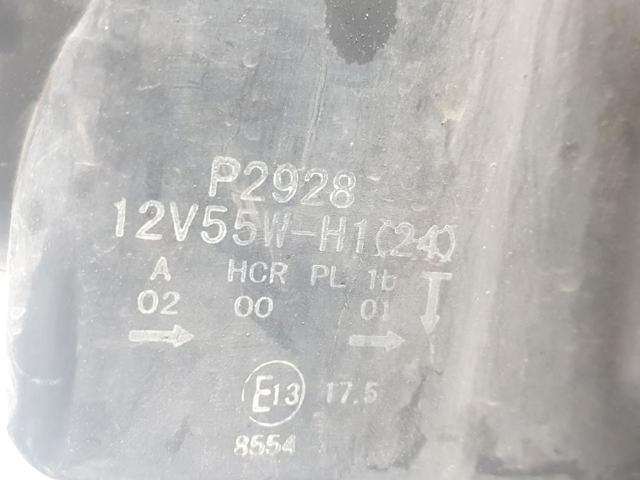 P2928
12V55W-H1(24)
A HCR PL 1b
02 00 01
E13 17.5
8554